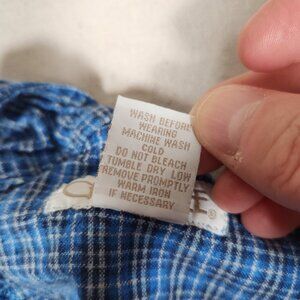 WASH BEFORE
WEARING
MACHINE WASH
COLD
DO NOT BLEACH
TUMBLE DRY LOW
REMOVE PROMPTLY
WARM IRON
IF NECESSARY
®